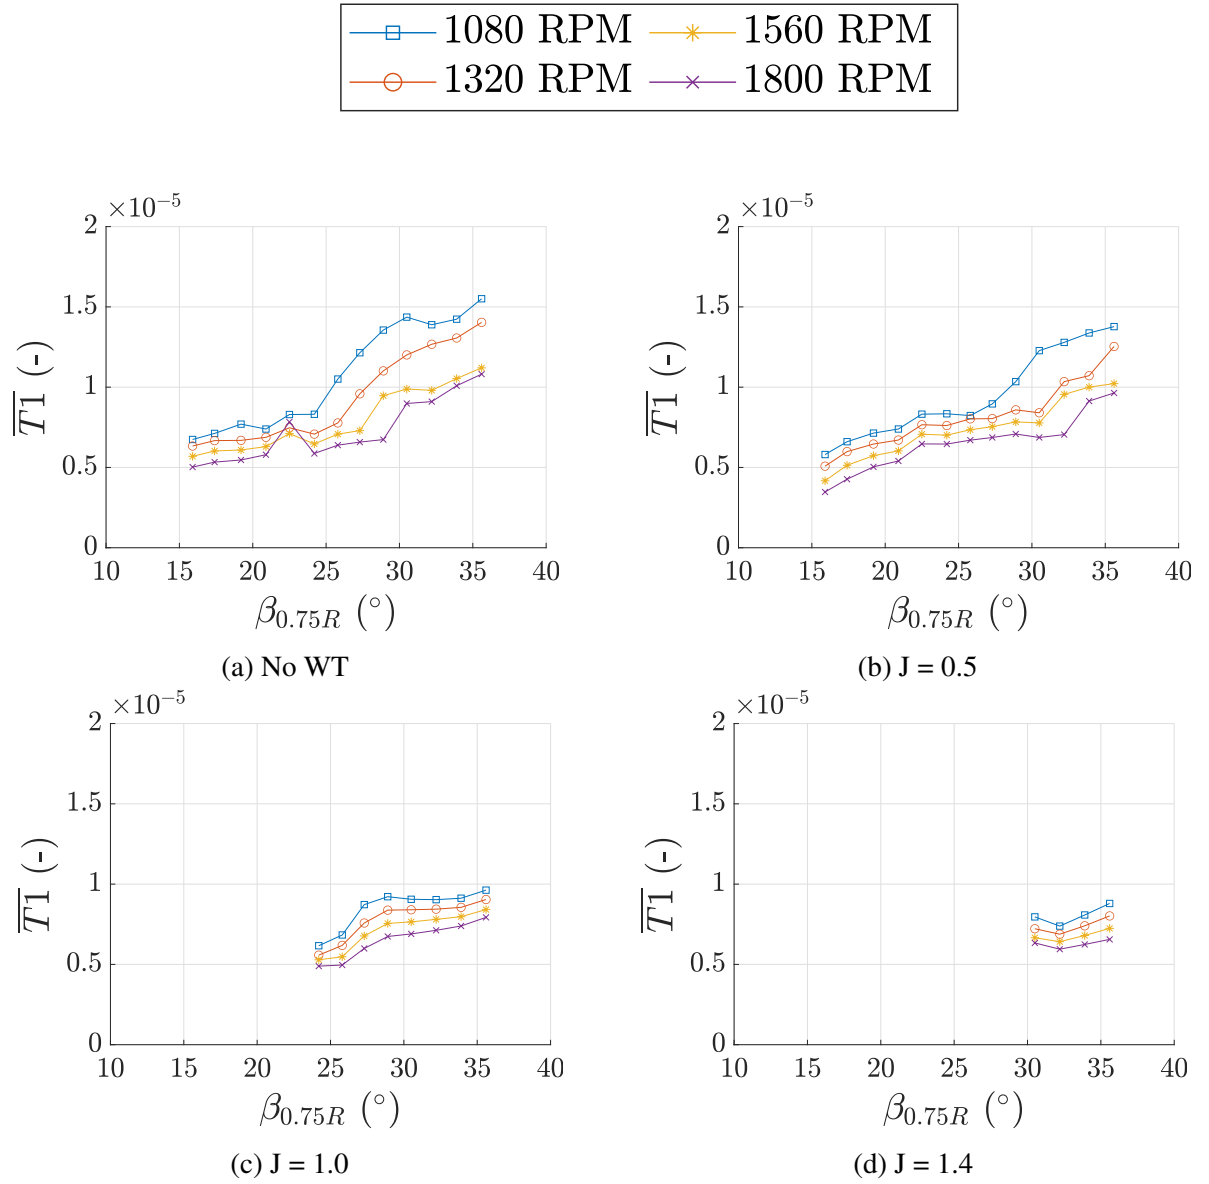 1080 RPM 1560 RPM
1320 RPM 1800 RPM
×10⁻⁵
2
1.5
1
0.5
0
10 15 20 25 30 35 40
T1 (-)
β0.75R (°)
(a) No WT
×10⁻⁵
2
1.5
1
0.5
0
10 15 20 25 30 35 40
T1 (-)
β0.75R (°)
(b) J = 0.5
×10⁻⁵
2
1.5
1
0.5
0
10 15 20 25 30 35 40
T1 (-)
β0.75R (°)
(c) J = 1.0
×10⁻⁵
2
1.5
1
0.5
0
10 15 20 25 30 35 40
T1 (-)
β0.75R (°)
(d) J = 1.4